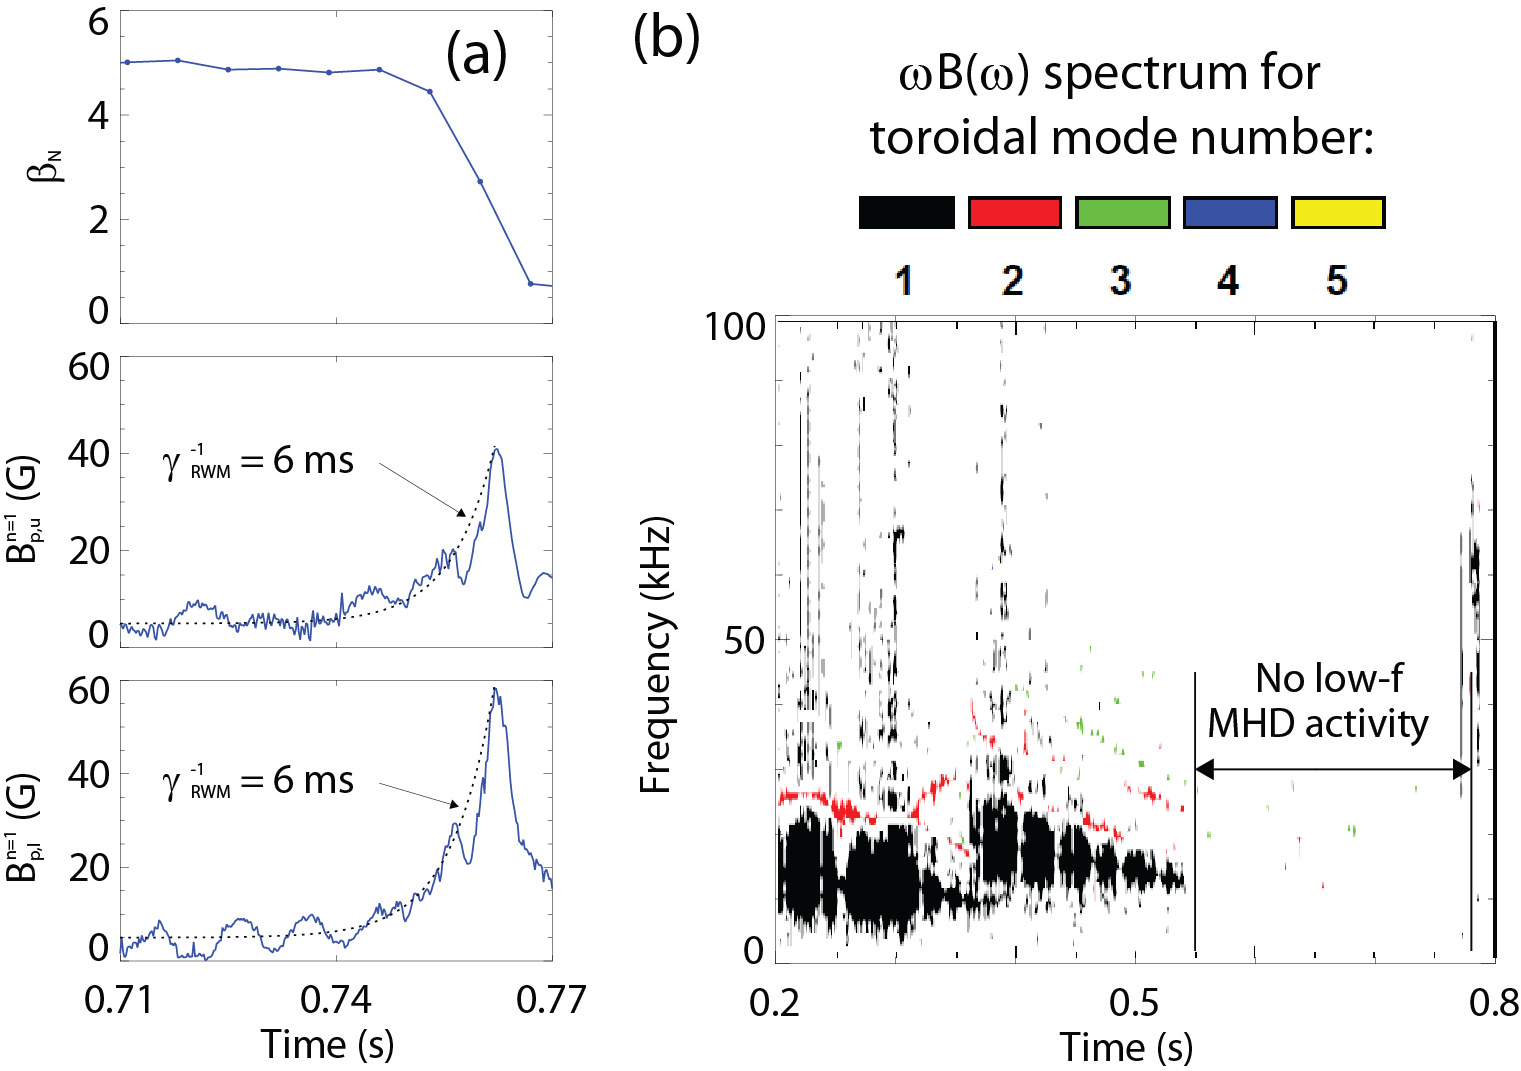 (a)
6
4
2
0
βN
60
40
20
0
B p,u n=1 (G)
γ RWM -1 = 6 ms
60
40
20
0
B p,l n=1 (G)
γ RWM -1 = 6 ms
0.71 0.74 0.77
Time (s)
(b)
ωB(ω) spectrum for
toroidal mode number:
1 2 3 4 5
100
50
0
Frequency (kHz)
No low-f
MHD activity
0.2 0.5 0.8
Time (s)